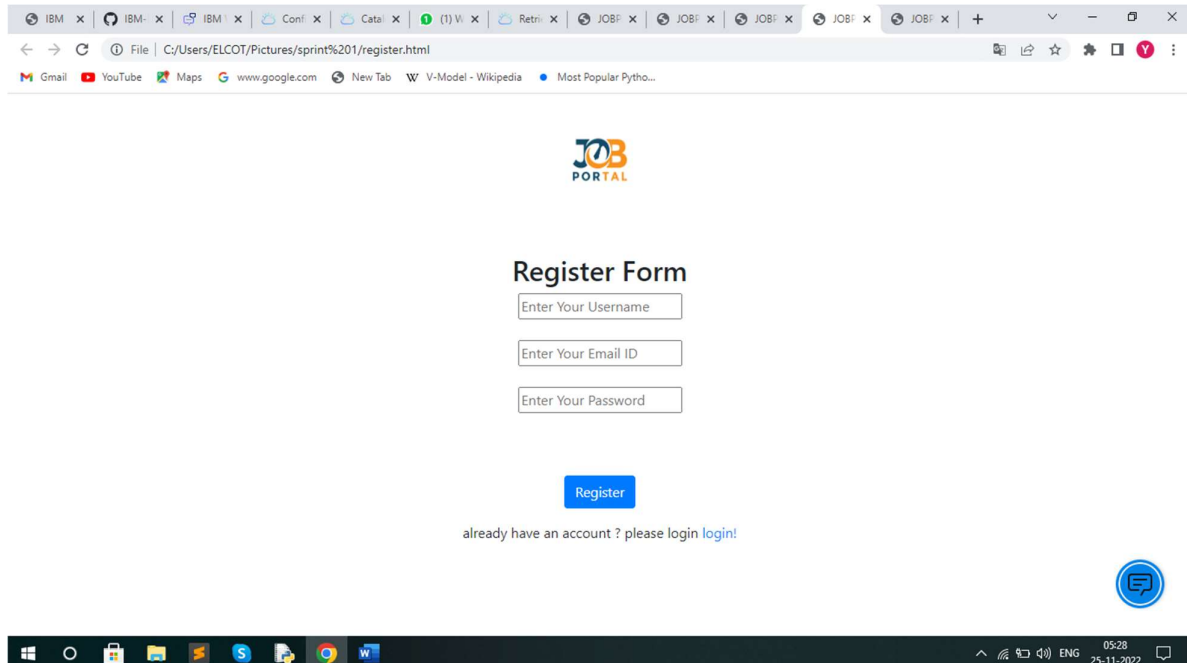 IBM IBM- IBM Conf Catal (1) W Retri JOBP JOBP JOBP JOBP JOBP
File C:/Users/ELCOT/Pictures/sprint%201/register.html Y
Gmail YouTube Maps www.google.com New Tab V-Model - Wikipedia Most Popular Pytho...
JOB
PORTAL
Register Form
Enter Your Username
Enter Your Email ID
Enter Your Password
Register
already have an account ? please login login!
ENG 05:28
25-11-2022